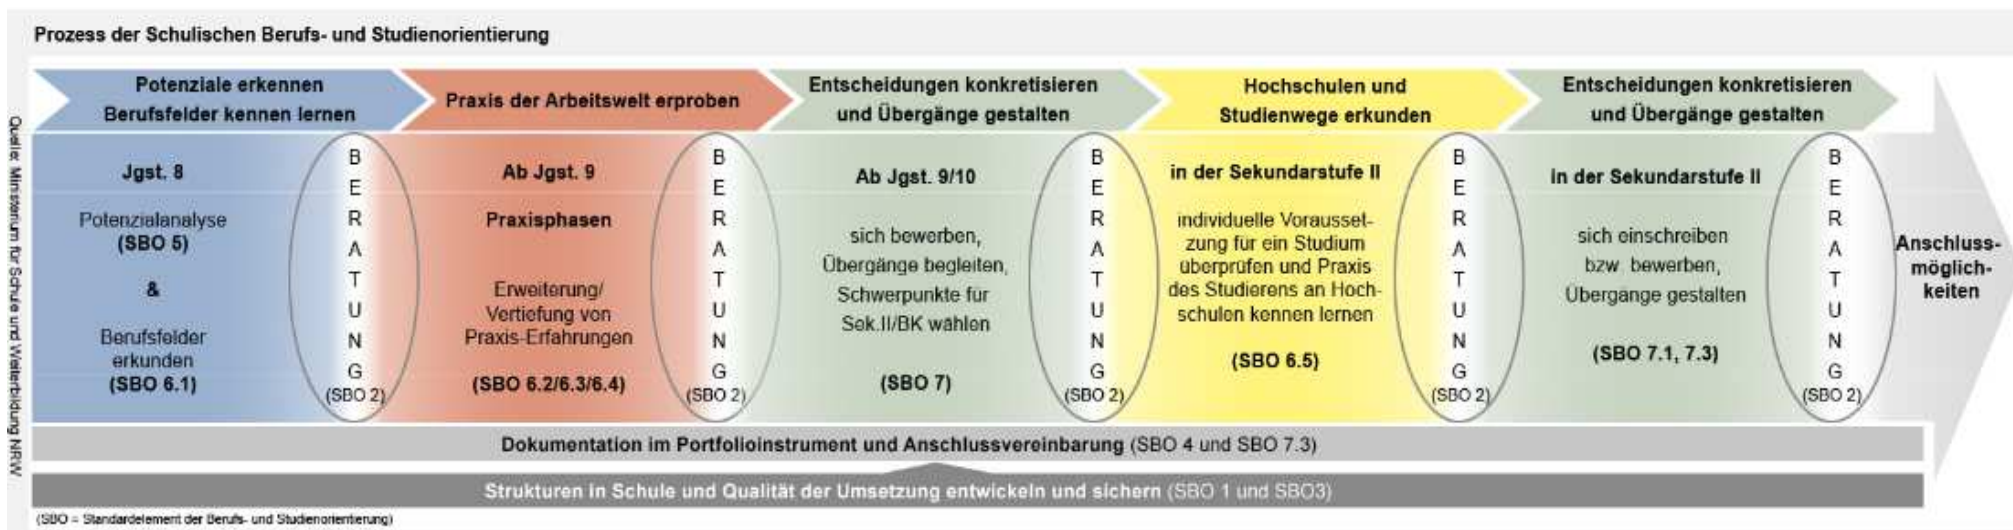 Prozess der Schulischen Berufs- und Studienorientierung
Potenziale erkennen
Berufsfelder kennen lernen
Praxis der Arbeitswelt erproben
Entscheidungen konkretisieren
und Übergänge gestalten
Hochschulen und
Studienwege erkunden
Entscheidungen konkretisieren
und Übergänge gestalten
Jgst. 8
Potenzialanalyse
(SBO 5)
&
Berufsfelder
erkunden
(SBO 6.1)
BERATUNG
(SBO 2)
Ab Jgst. 9
Praxisphasen
Erweiterung/
Vertiefung von
Praxis-Erfahrungen
(SBO 6.2/6.3/6.4)
BERATUNG
(SBO 2)
Ab Jgst. 9/10
sich bewerben,
Übergänge begleiten,
Schwerpunkte für
Sek.II/BK wählen
(SBO 7)
BERATUNG
(SBO 2)
in der Sekundarstufe II
individuelle Vorausset-
zung für ein Studium
überprüfen und Praxis
des Studierens an Hoch-
schulen kennen lernen
(SBO 6.5)
BERATUNG
(SBO 2)
in der Sekundarstufe II
sich einschreiben
bzw. bewerben,
Übergänge gestalten
(SBO 7.1, 7.3)
BERATUNG
(SBO 2)
Anschluss-
möglich-
keiten
Dokumentation im Portfolioinstrument und Anschlussvereinbarung (SBO 4 und SBO 7.3)
Strukturen in Schule und Qualität der Umsetzung entwickeln und sichern (SBO 1 und SBO3)
(SBO = Standardelement der Berufs- und Studienorientierung)
Quelle: Ministerium für Schule und Weiterbildung NRW